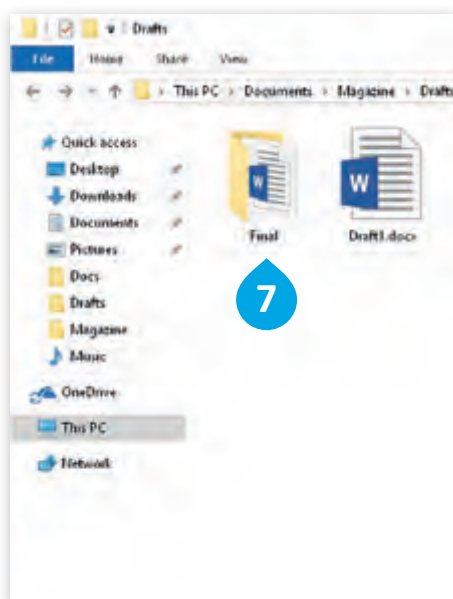 Drafts
File Home Share View
This PC > Documents > Magazine > Drafts
Quick access
Desktop
Downloads
Documents
Pictures
Docs
Drafts
Magazine
Music
OneDrive
This PC
Network
W
Final
W
Draft1.docx
7